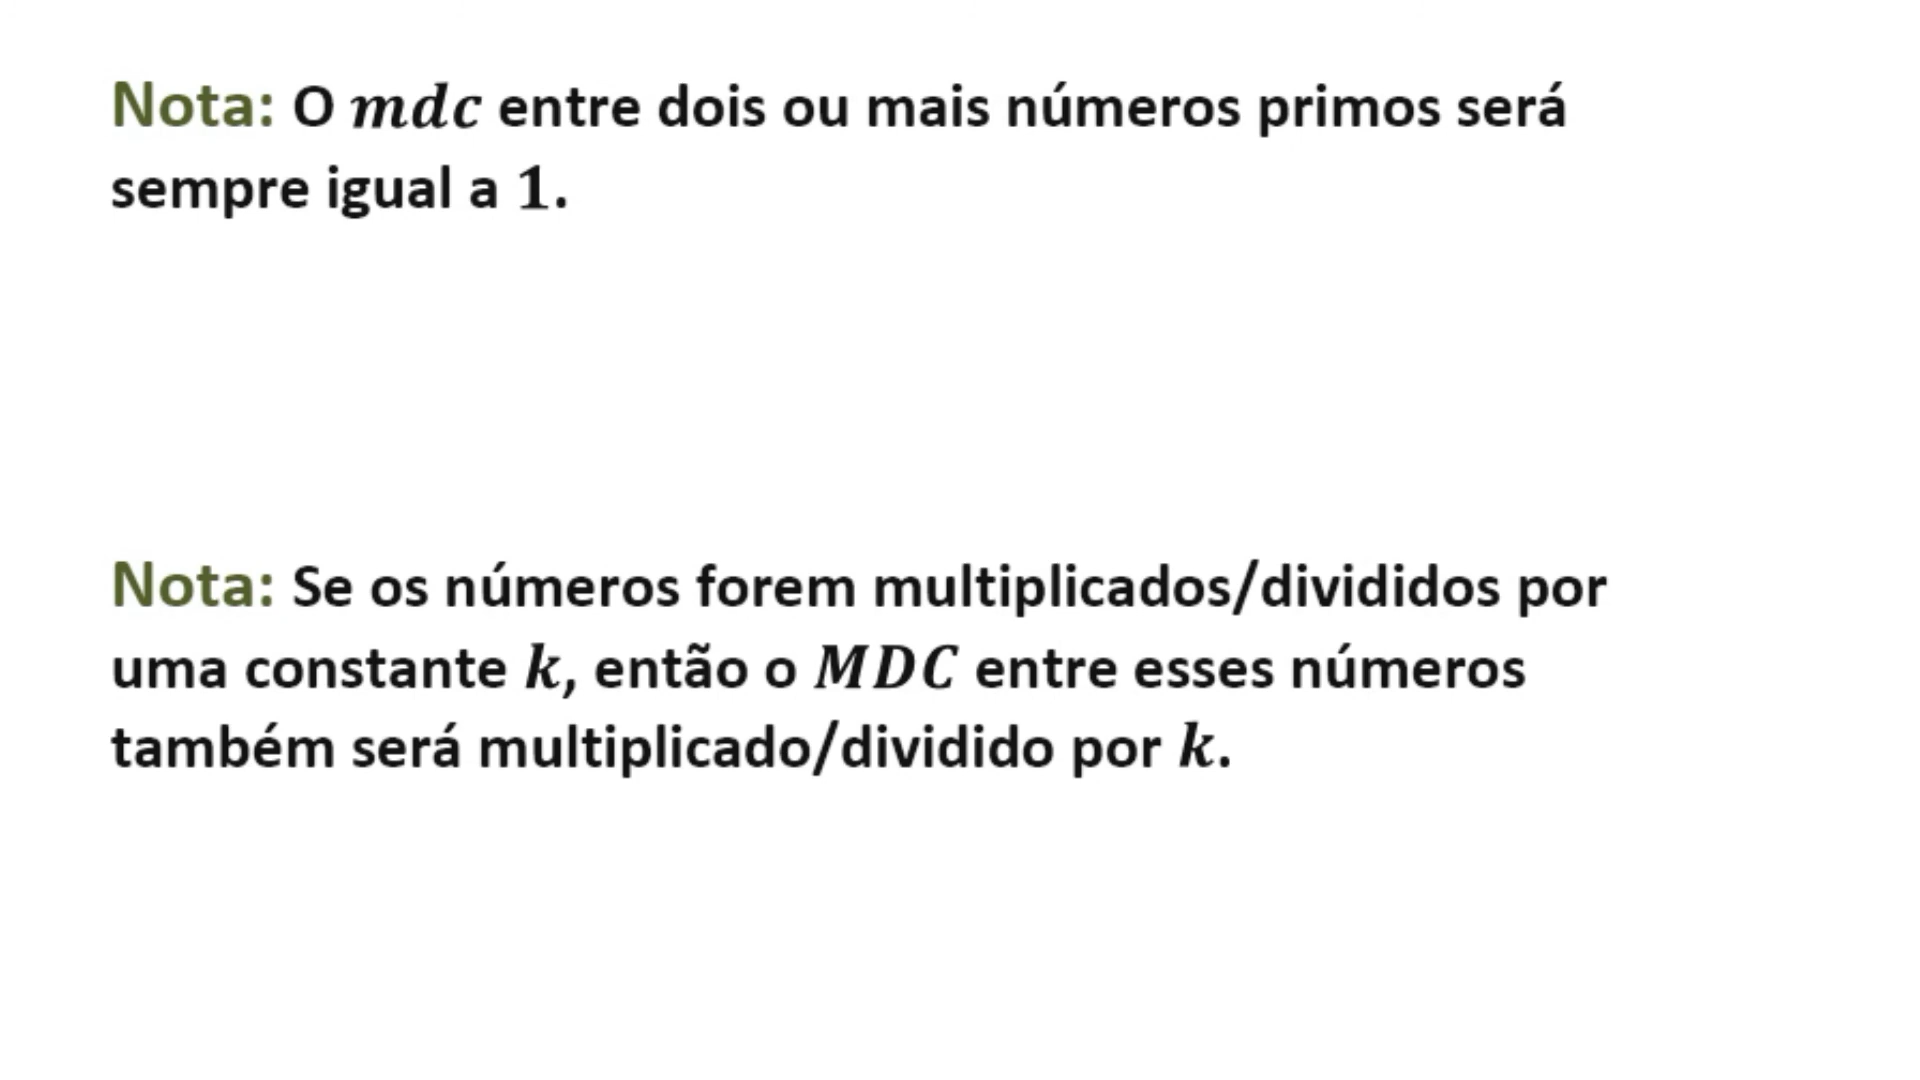 Nota: O mdc entre dois ou mais números primos será
sempre igual a 1.
Nota: Se os números forem multiplicados/divididos por
uma constante k, então o MDC entre esses números
também será multiplicado/dividido por k.